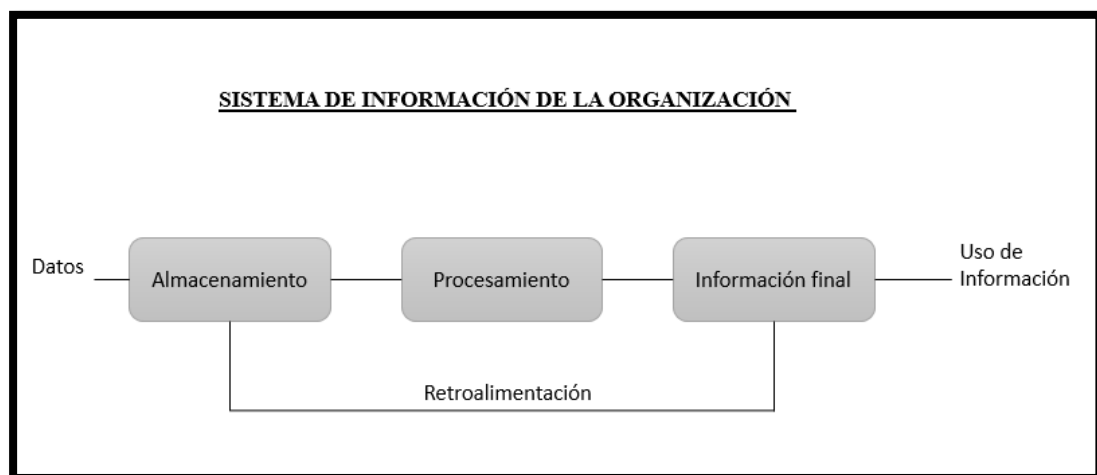 SISTEMA DE INFORMACIÓN DE LA ORGANIZACIÓN
Datos
Almacenamiento
Procesamiento
Información final
Uso de
Información
Retroalimentación